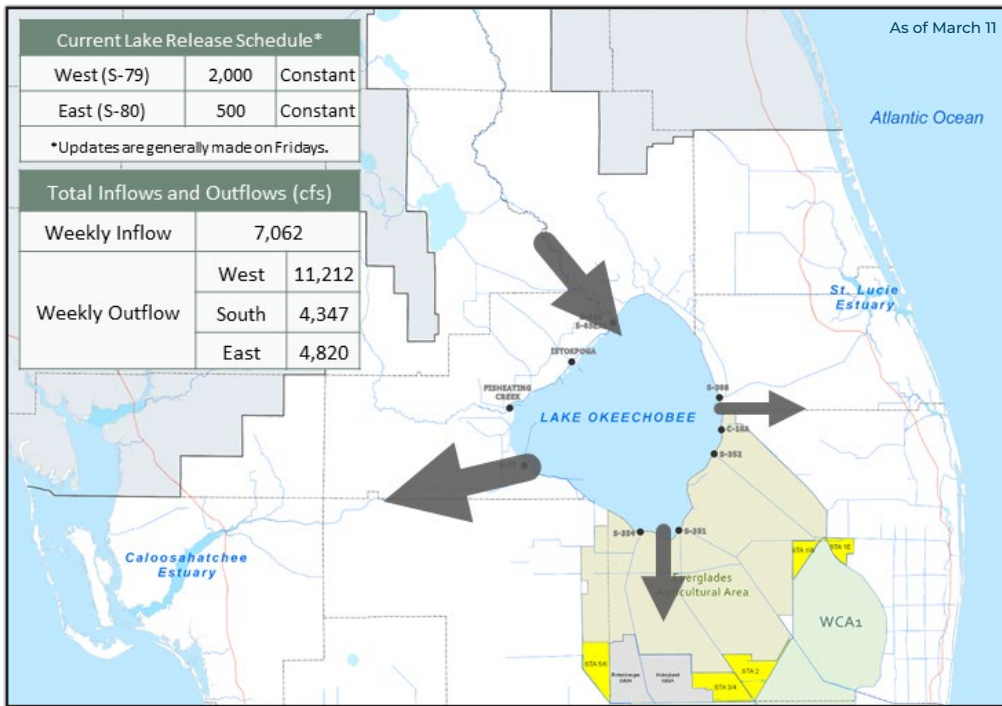 As of March 11
Current Lake Release Schedule*
West (S-79) 2,000 Constant
East (S-80) 500 Constant
*Updates are generally made on Fridays.
Total Inflows and Outflows (cfs)
Weekly Inflow 7,062
Weekly Outflow
West 11,212
South 4,347
East 4,820
Atlantic Ocean
St. Lucie
Estuary
ISTOKPOGA
FISHEATING
CREEK
S-308
LAKE OKEECHOBEE
C-10A
S-352
S-77
S-354
S-351
Caloosahatchee
Estuary
Everglades
Agricultural Area
STA 1W
STA 1E
WCA1
STA 5/6
STA 2
STA 3/4